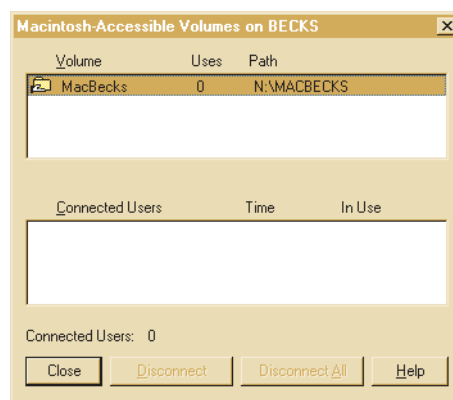 Macintosh-Accessible Volumes on BECKS
Volume Uses Path
MacBecks 0 N:\MACBECKS
Connected Users Time In Use
Connected Users: 0
Close Disconnect Disconnect All Help